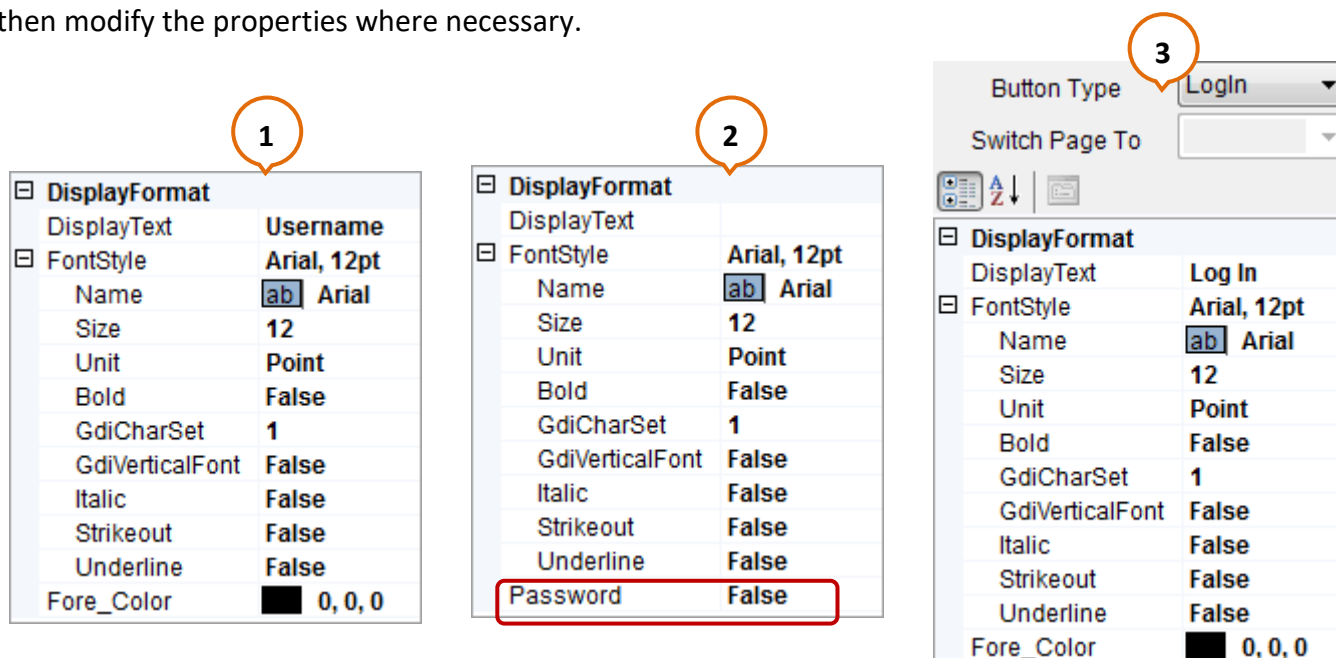 then modify the properties where necessary.
1
DisplayFormat
DisplayText Username
FontStyle Arial, 12pt
Name ab Arial
Size 12
Unit Point
Bold False
GdiCharSet 1
GdiVerticalFont False
Italic False
Strikeout False
Underline False
Fore_Color 0, 0, 0
2
DisplayFormat
DisplayText
FontStyle Arial, 12pt
Name ab Arial
Size 12
Unit Point
Bold False
GdiCharSet 1
GdiVerticalFont False
Italic False
Strikeout False
Underline False
Password False
3
Button Type LogIn
Switch Page To
A Z
DisplayFormat
DisplayText Log In
FontStyle Arial, 12pt
Name ab Arial
Size 12
Unit Point
Bold False
GdiCharSet 1
GdiVerticalFont False
Italic False
Strikeout False
Underline False
Fore_Color 0, 0, 0